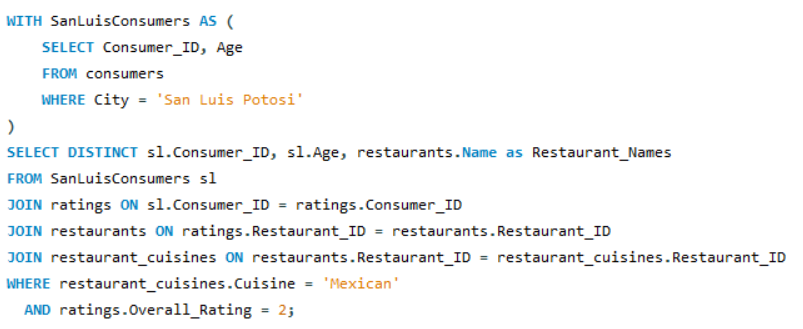 WITH SanLuisConsumers AS (
    SELECT Consumer_ID, Age
    FROM consumers
    WHERE City = 'San Luis Potosi'
)
SELECT DISTINCT sl.Consumer_ID, sl.Age, restaurants.Name as Restaurant_Names
FROM SanLuisConsumers sl
JOIN ratings ON sl.Consumer_ID = ratings.Consumer_ID
JOIN restaurants ON ratings.Restaurant_ID = restaurants.Restaurant_ID
JOIN restaurant_cuisines ON restaurants.Restaurant_ID = restaurant_cuisines.Restaurant_ID
WHERE restaurant_cuisines.Cuisine = 'Mexican'
  AND ratings.Overall_Rating = 2;